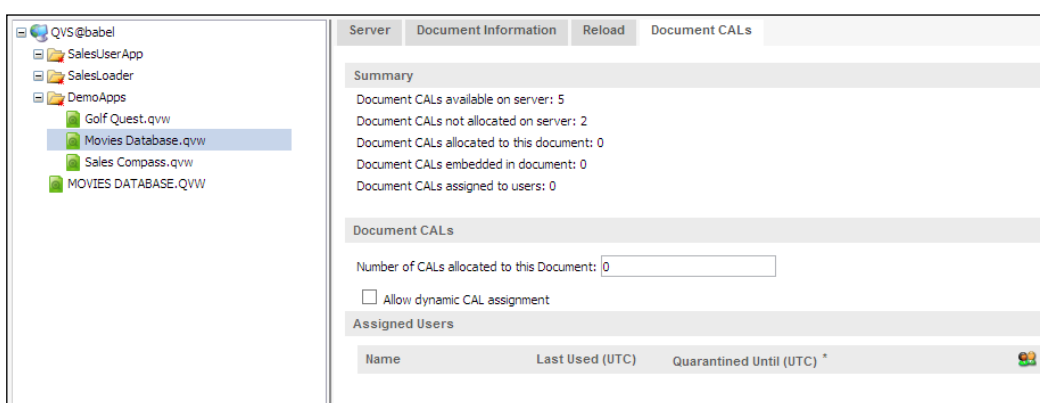 QVS@babel
SalesUserApp
SalesLoader
DemoApps
Golf Quest.qvw
Movies Database.qvw
Sales Compass.qvw
MOVIES DATABASE.QVW
Server Document Information Reload Document CALs
Summary
Document CALs available on server: 5
Document CALs not allocated on server: 2
Document CALs allocated to this document: 0
Document CALs embedded in document: 0
Document CALs assigned to users: 0
Document CALs
Number of CALs allocated to this Document: 0
Allow dynamic CAL assignment
Assigned Users
Name Last Used (UTC) Quarantined Until (UTC) *